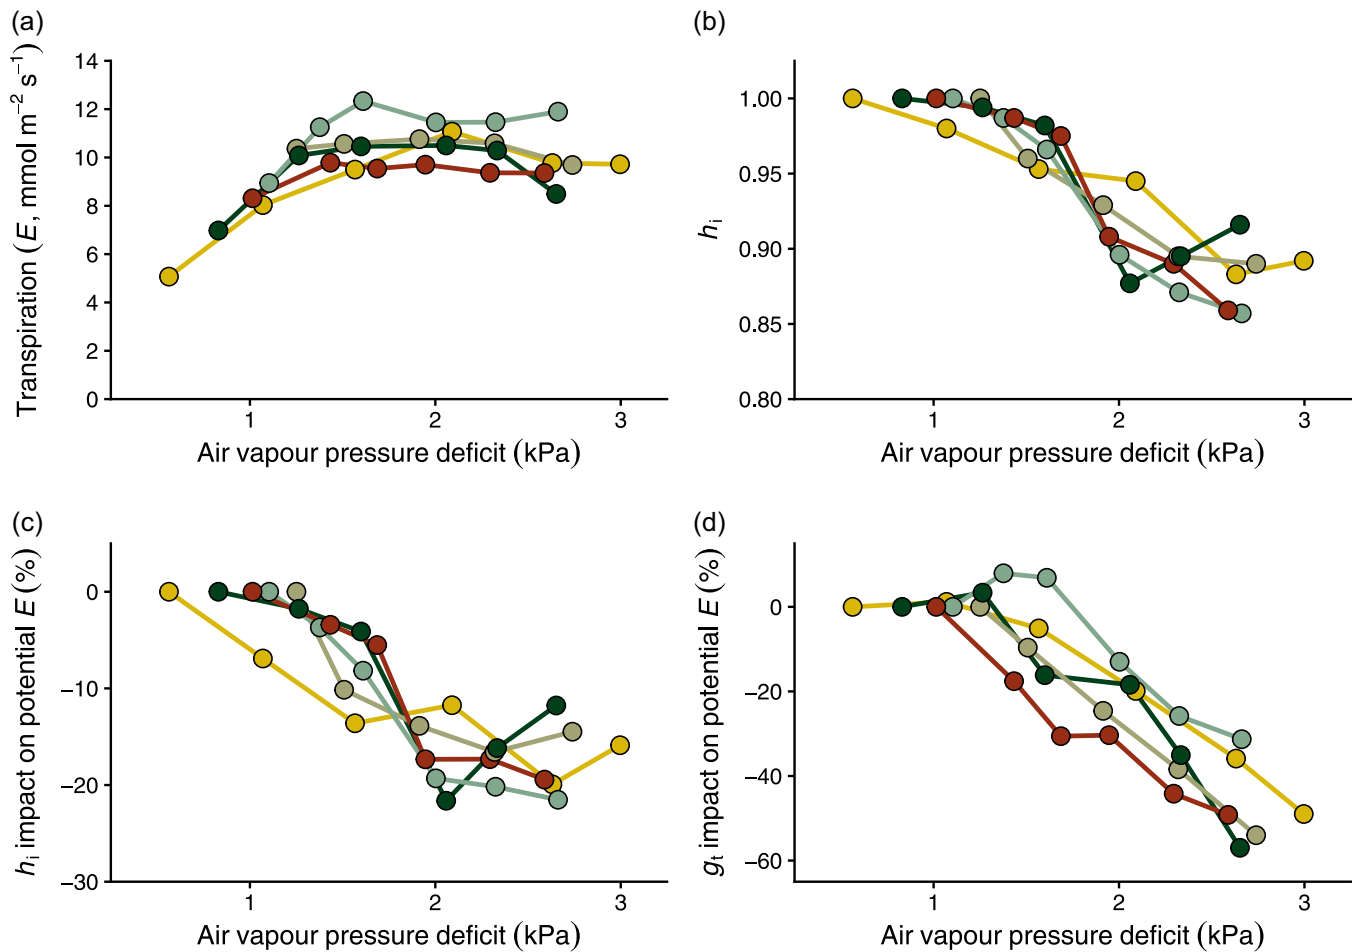 (a)
Transpiration (E, mmol m⁻² s⁻¹)
14
12
10
8
6
4
2
0
1
2
3
Air vapour pressure deficit (kPa)
(b)
hᵢ
1.00
0.95
0.90
0.85
0.80
1
2
3
Air vapour pressure deficit (kPa)
(c)
hᵢ impact on potential E (%)
0
−10
−20
−30
1
2
3
Air vapour pressure deficit (kPa)
(d)
gₜ impact on potential E (%)
0
−20
−40
−60
1
2
3
Air vapour pressure deficit (kPa)